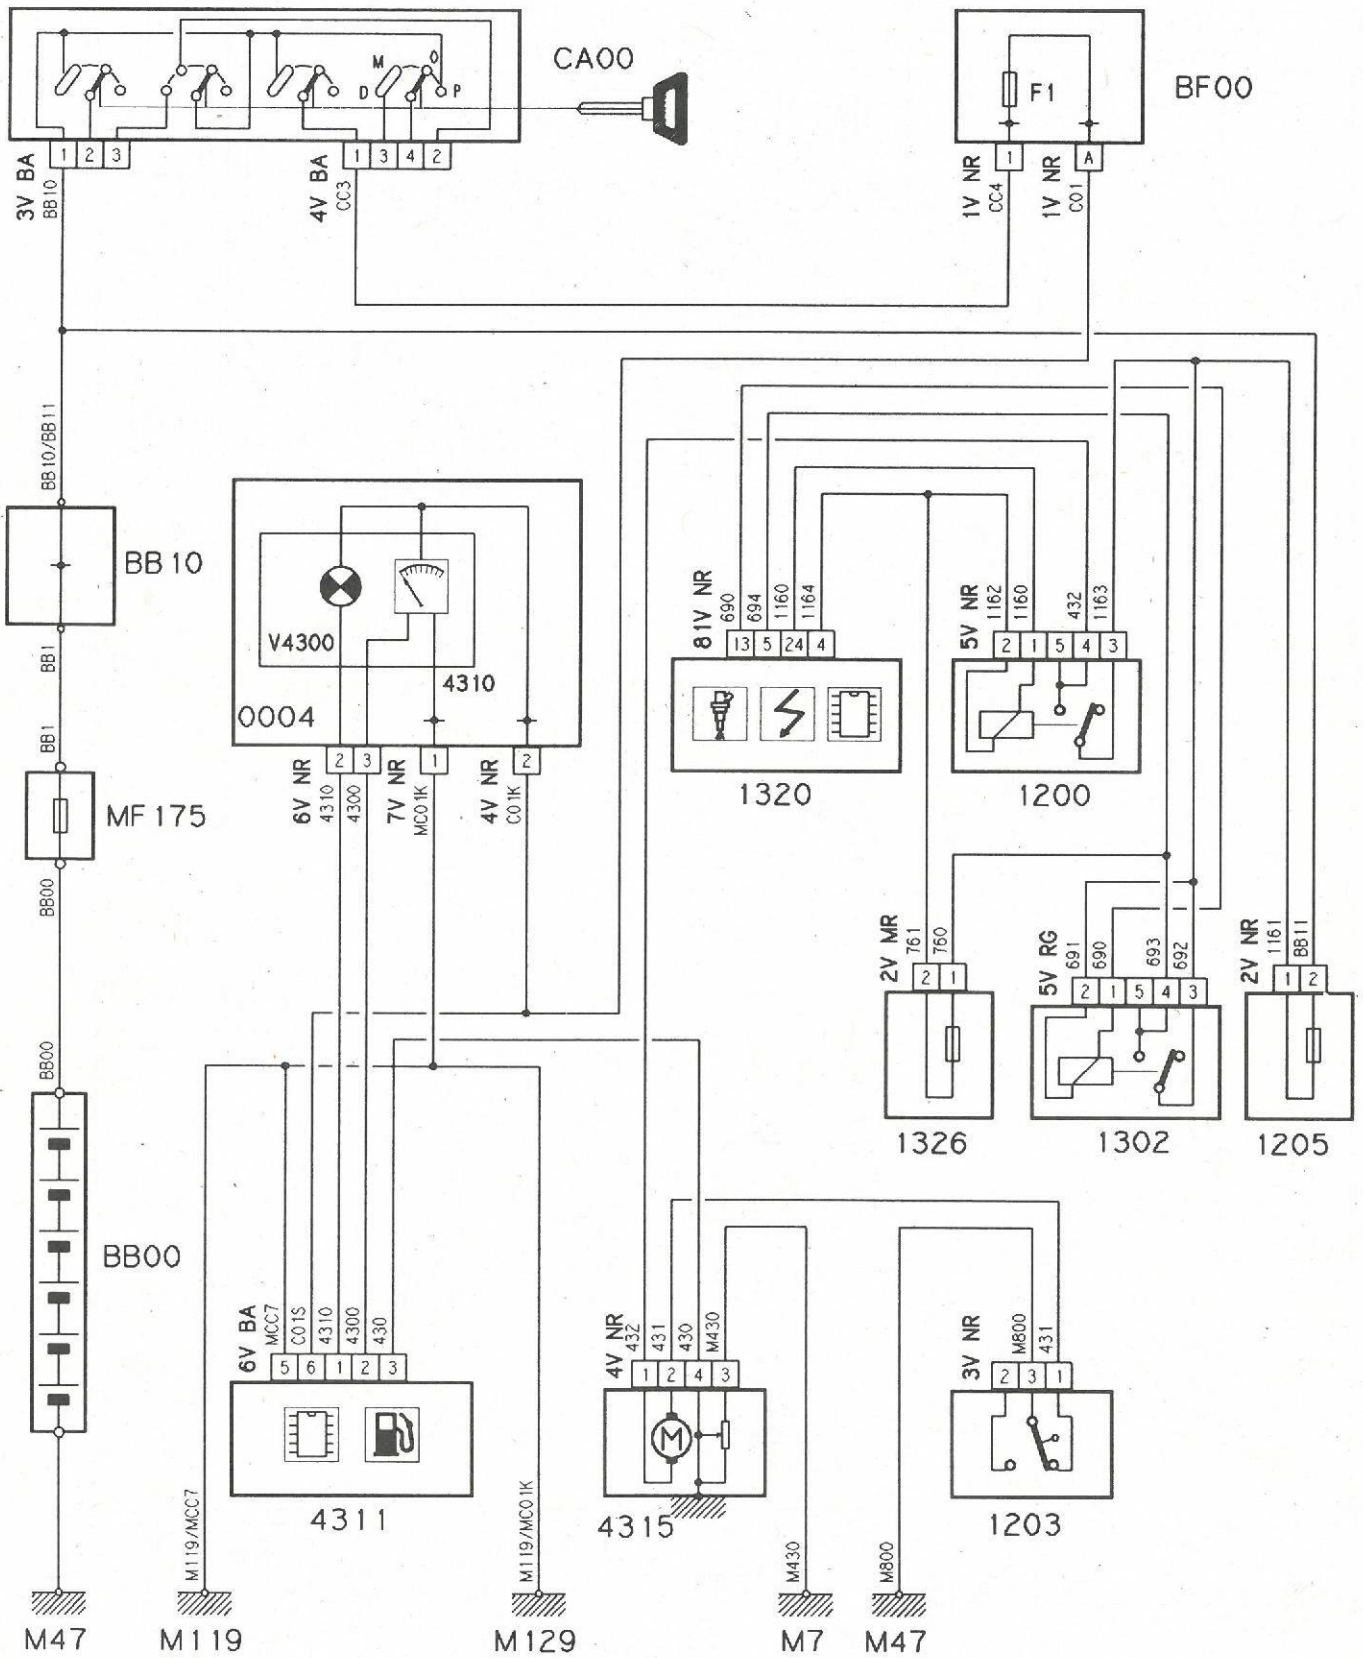 CA00
M
O
D
P
BF00
F1
1 2 3
1 3 4 2
1
A
3V BA
BB10
4V BA
CC3
1V NR
CC4
1V NR
C01
BB10/BB11
BB10
BB1
BB1
MF175
BB00
BB00
BB00
M47
V4300
4310
0004
2 3
1
2
6V NR
4310
4300
7V NR
MC01K
4V NR
C01K
81V NR
690
694
1160
1164
13 5 24 4
1320
5V NR
1162
1160
432
1163
2 1 5 4 3
1200
2V MR
761
760
2 1
1326
5V RG
691
690
693
692
2 1 5 4 3
1302
2V NR
1161
BB11
1 2
1205
6V BA
MCC7
C01S
4310
4300
430
5 6 1 2 3
4311
4V NR
432
431
430
M430
1 2 4 3
M
4315
3V NR
M800
431
2 3 1
1203
M119/MCC7
M119/MC01K
M430
M800
M119
M129
M7
M47